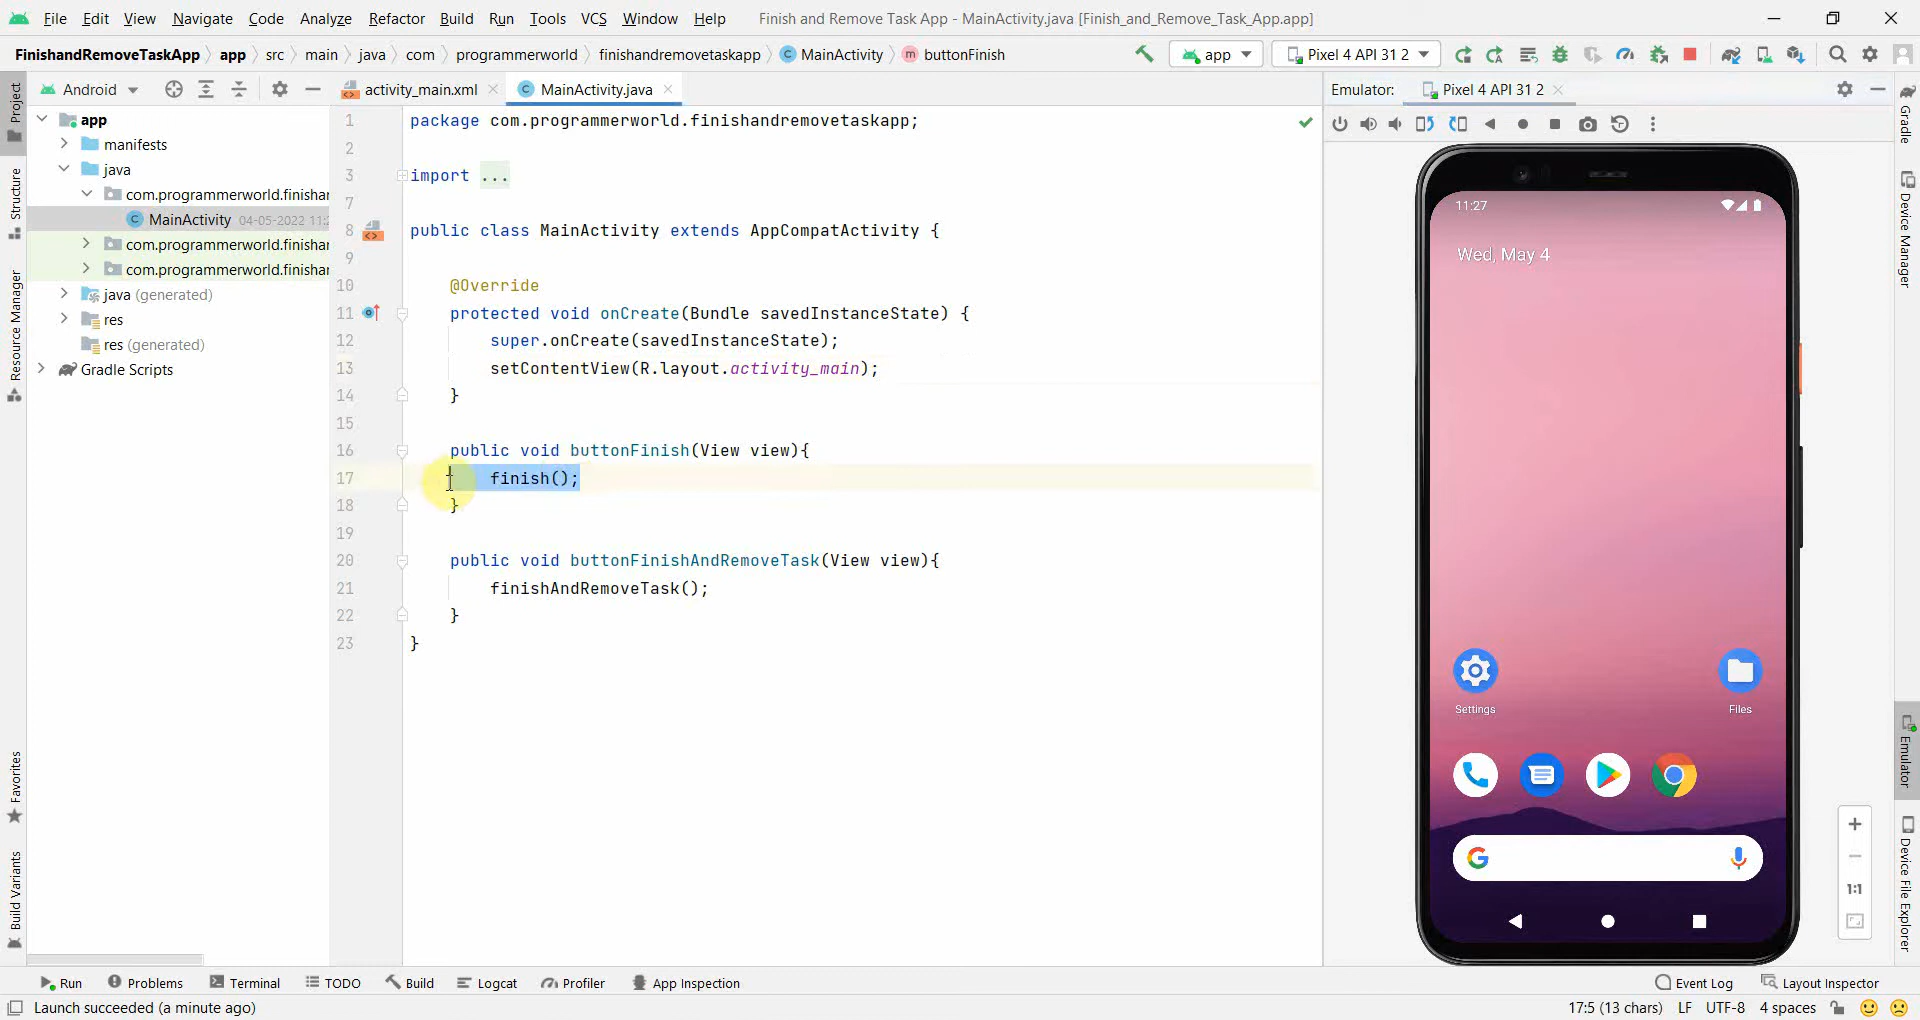 File Edit View Navigate Code Analyze Refactor Build Run Tools VCS Window Help Finish and Remove Task App - MainActivity.java [Finish_and_Remove_Task_App.app]
FinishandRemoveTaskApp app src main java com programmerworld finishandremovetaskapp MainActivity buttonFinish app Pixel 4 API 31 2
Project
Structure
Resource Manager
Favorites
Build Variants
Android
app
manifests
java
com.programmerworld.finishar
MainActivity 04-05-2022 11:2
com.programmerworld.finishar
com.programmerworld.finishar
java (generated)
res
res (generated)
Gradle Scripts
activity_main.xml MainActivity.java
1 package com.programmerworld.finishandremovetaskapp;
2
3 import ...
7
8 public class MainActivity extends AppCompatActivity {
9
10 @Override
11 protected void onCreate(Bundle savedInstanceState) {
12 super.onCreate(savedInstanceState);
13 setContentView(R.layout.activity_main);
14 }
15
16 public void buttonFinish(View view){
17 finish();
18 }
19
20 public void buttonFinishAndRemoveTask(View view){
21 finishAndRemoveTask();
22 }
23 }
Emulator: Pixel 4 API 31 2
11:27
Wed, May 4
Settings Files
1:1
Gradle
Device Manager
Emulator
Device File Explorer
Run Problems Terminal TODO Build Logcat Profiler App Inspection Event Log Layout Inspector
Launch succeeded (a minute ago) 17:5 (13 chars) LF UTF-8 4 spaces